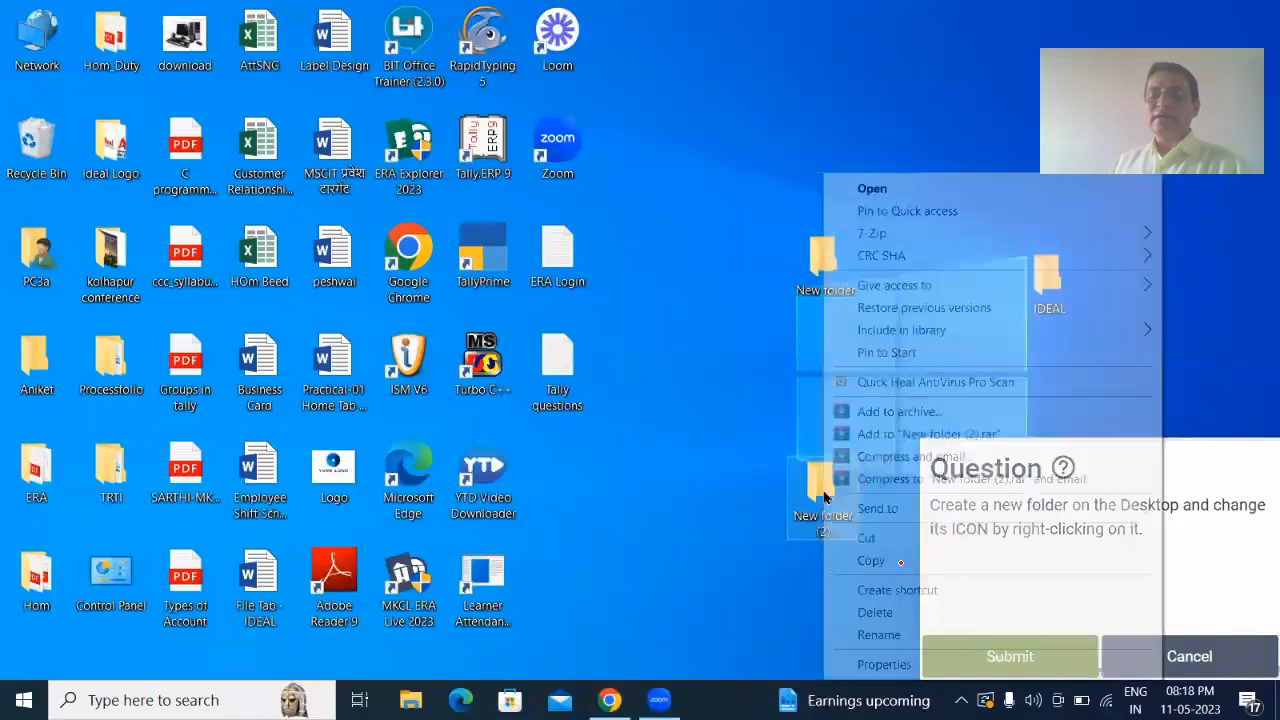 Network
Hom_Duty
download
AttSNG
Label Design
BIT Office
Trainer (2.3.0)
RapidTyping
5
Loom
Recycle Bin
ideal Logo
C
programm...
Customer
Relationshi...
MSCIT प्रवेश
टारगेट
ERA Explorer
2023
Tally.ERP 9
Zoom
PC3a
kolhapur
conference
ccc_syllabu...
HOm Beed
peshwai
Google
Chrome
TallyPrime
ERA Login
Aniket
Processfolio
Groups in
tally
Business
Card
Practical-01
Home Tab ...
ISM V6
Turbo C++
Tally
questions
ERA
TRTI
SARTHI-MK...
Employee
Shift Sch...
Logo
Microsoft
Edge
YTD Video
Downloader
Hom
Control Panel
Types of
Account
File Tab -
IDEAL
Adobe
Reader 9
MKCL ERA
Live 2023
Learner
Attendan...
New folder
IDEAL
New folder
(2)
Open
Pin to Quick access
7-Zip
CRC SHA
Give access to
Restore previous versions
Include in library
Pin to Start
Quick Heal AntiVirus Pro Scan
Add to archive...
Add to "New folder (2).rar"
Compress and email...
Compress to "New folder (2).rar" and email
Send to
Cut
Copy
Create shortcut
Delete
Rename
Properties
Question ?
Create a new folder on the Desktop and change
its ICON by right-clicking on it.
Submit
Cancel
Type here to search
Earnings upcoming
ENG
IN
08:18 PM
11-05-2023
17